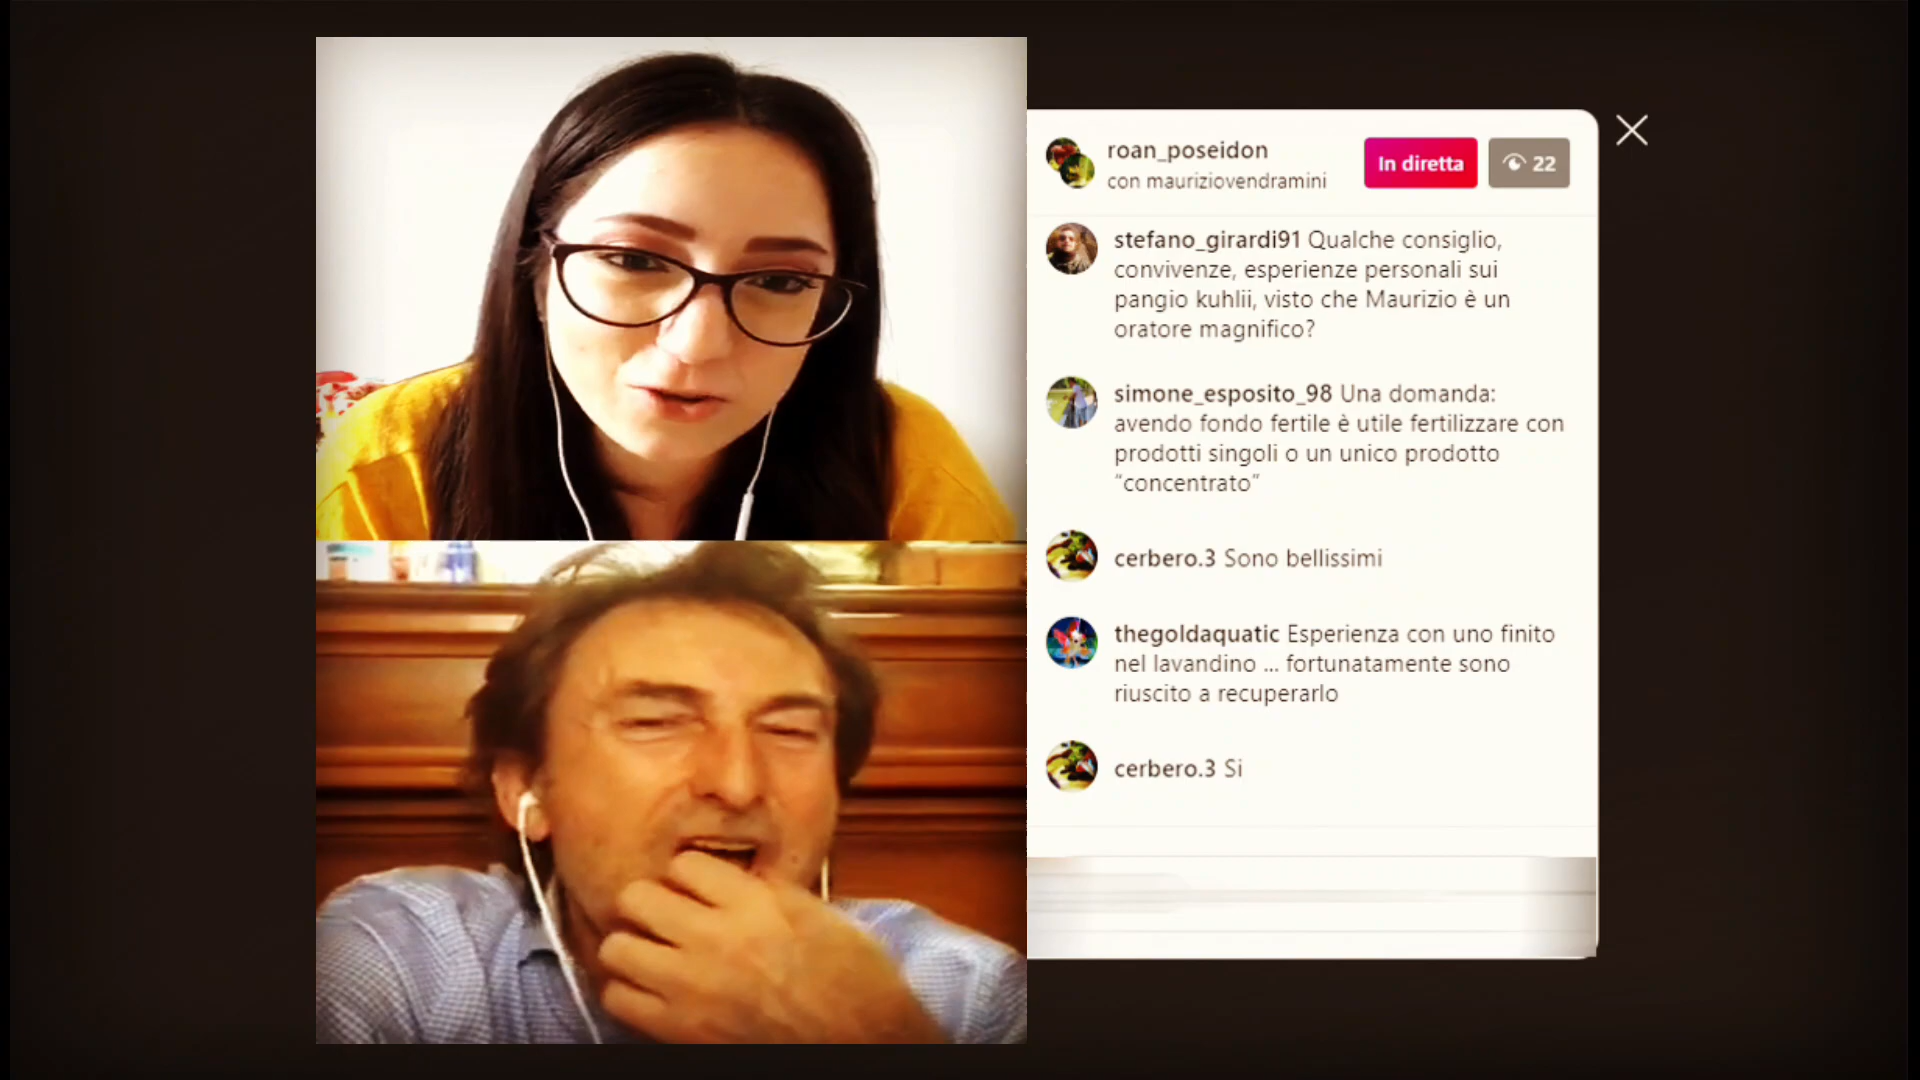 roan_poseidon
con mauriziovendramini
In diretta
22
stefano_girardi91 Qualche consiglio,
convivenze, esperienze personali sui
pangio kuhlii, visto che Maurizio è un
oratore magnifico?
simone_esposito_98 Una domanda:
avendo fondo fertile è utile fertilizzare con
prodotti singoli o un unico prodotto
“concentrato”
cerbero.3 Sono bellissimi
thegoldaquatic Esperienza con uno finito
nel lavandino ... fortunatamente sono
riuscito a recuperarlo
cerbero.3 Si